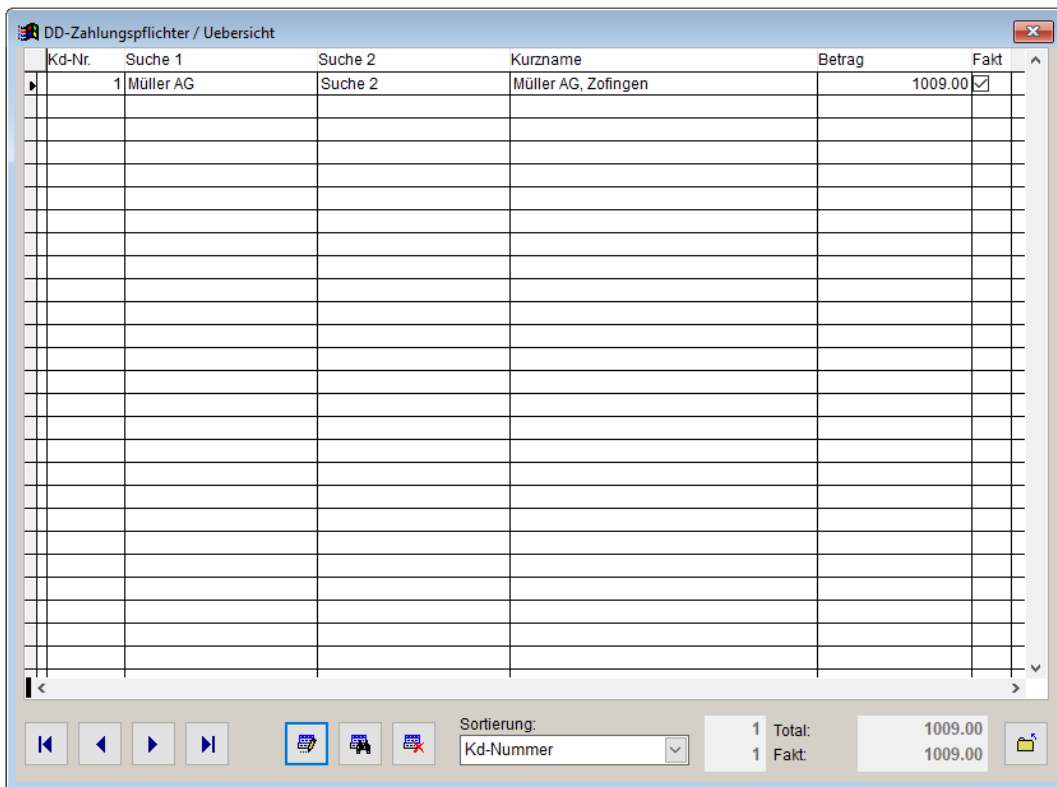 DD-Zahlungspflichter / Uebersicht
Kd-Nr. Suche 1 Suche 2 Kurzname Betrag Fakt
1 Müller AG Suche 2 Müller AG, Zofingen 1009.00
Sortierung:
Kd-Nummer
1 Total: 1009.00
1 Fakt: 1009.00